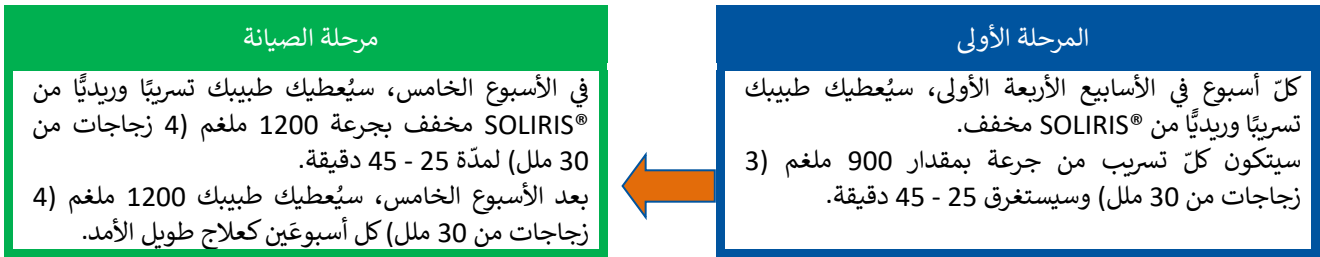 المرحلة الأولى
كلّ أسبوع في الأسابيع الأربعة الأولى، سيُعطيك طبيبك
تسريبًا وريديًّا من SOLIRIS®‎ مخفف.
سيتكون كلّ تسريب من جرعة بمقدار 900 ملغم (3
زجاجات من 30 ملل) وسيستغرق 25 - 45 دقيقة.
مرحلة الصيانة
في الأسبوع الخامس، سيُعطيك طبيبك تسريبًا وريديًّا من
SOLIRIS®‎ مخفف بجرعة 1200 ملغم (4 زجاجات من
30 ملل) لمدّة 25 - 45 دقيقة.
بعد الأسبوع الخامس، سيُعطيك طبيبك 1200 ملغم (4
زجاجات من 30 ملل) كل أسبوعَين كعلاج طويل الأمد.